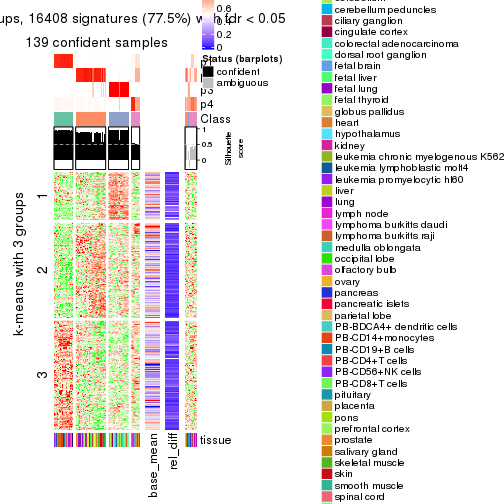 ups, 16408 signatures (77.5%) with fdr < 0.05
139 confident samples
0.6
0.4
0.2
0
Status (barplots)
confident
ambiguous
p3
p4
Class
1
0.5
0
Silhouette
score
k-means with 3 groups
1
2
3
tissue
base_mean
rel_diff
cerebellum peduncles
ciliary ganglion
cingulate cortex
colorectal adenocarcinoma
dorsal root ganglion
fetal brain
fetal liver
fetal lung
fetal thyroid
globus pallidus
heart
hypothalamus
kidney
leukemia chronic myelogenous K562
leukemia lymphoblastic molt4
leukemia promyelocytic hl60
liver
lung
lymph node
lymphoma burkitts daudi
lymphoma burkitts raji
medulla oblongata
occipital lobe
olfactory bulb
ovary
pancreas
pancreatic islets
parietal lobe
PB-BDCA4+ dendritic cells
PB-CD14+monocytes
PB-CD19+B cells
PB-CD4+T cells
PB-CD56+NK cells
PB-CD8+T cells
pituitary
placenta
pons
prefrontal cortex
prostate
salivary gland
skeletal muscle
skin
smooth muscle
spinal cord